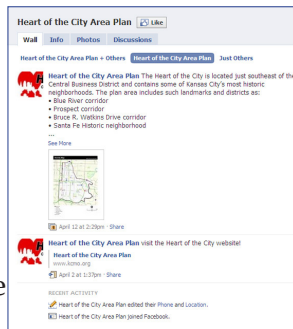 Heart of the City Area Plan Like
Wall Info Photos Discussions
Heart of the City Area Plan + Others Heart of the City Area Plan Just Others
Heart of the City Area Plan The Heart of the City is located just southeast of the
Central Business District and contains some of Kansas City's most historic
neighborhoods. The plan area includes such landmarks and districts as:
• Blue River corridor
• Prospect corridor
• Bruce R. Watkins Drive corridor
• Santa Fe Historic neighborhood
...
See More
April 12 at 2:29pm · Share
Heart of the City Area Plan visit the Heart of the City website!
Heart of the City Area Plan
www.kcmo.org
April 2 at 1:37pm · Share
RECENT ACTIVITY
Heart of the City Area Plan edited their Phone and Location.
Heart of the City Area Plan joined Facebook.